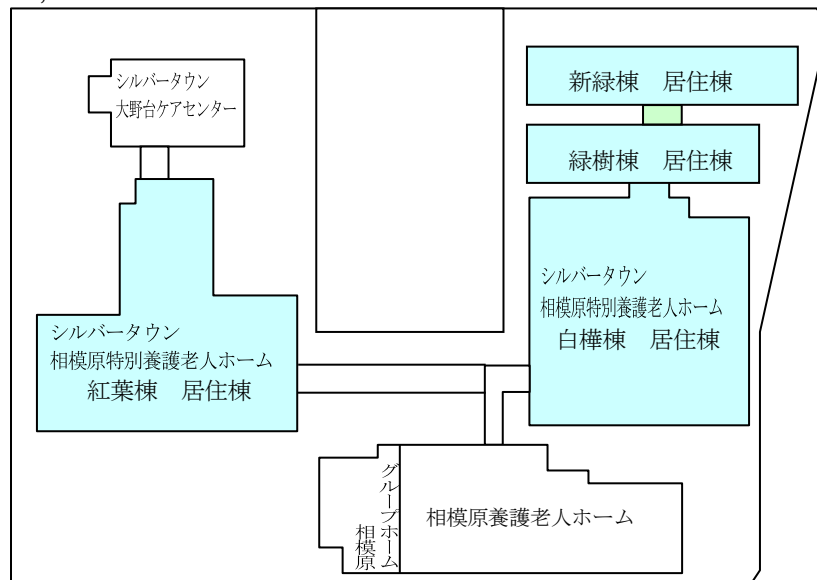 シルバータウン
大野台ケアセンター
新緑棟　居住棟
緑樹棟　居住棟
シルバータウン
相模原特別養護老人ホーム
白樺棟　居住棟
シルバータウン
相模原特別養護老人ホーム
紅葉棟　居住棟
グループホーム
相模原
相模原養護老人ホーム